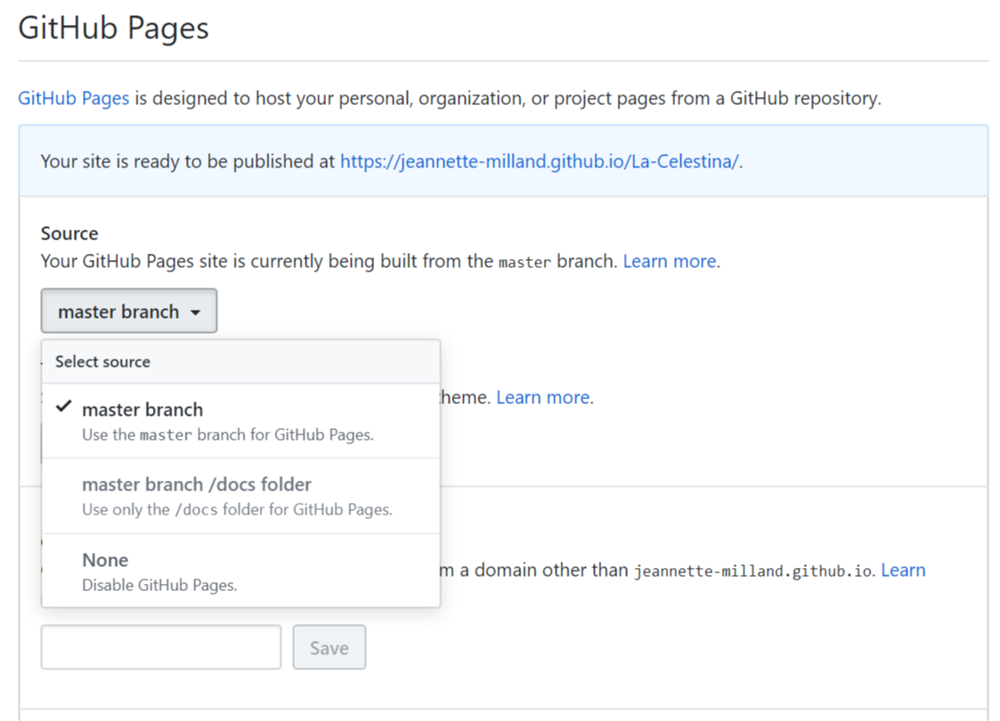 GitHub Pages
GitHub Pages is designed to host your personal, organization, or project pages from a GitHub repository.
Your site is ready to be published at https://jeannette-milland.github.io/La-Celestina/.
Source
Your GitHub Pages site is currently being built from the master branch. Learn more.
master branch
Select source
heme. Learn more.
master branch
Use the master branch for GitHub Pages.
master branch /docs folder
Use only the /docs folder for GitHub Pages.
None
m a domain other than jeannette-milland.github.io. Learn
Disable GitHub Pages.
Save